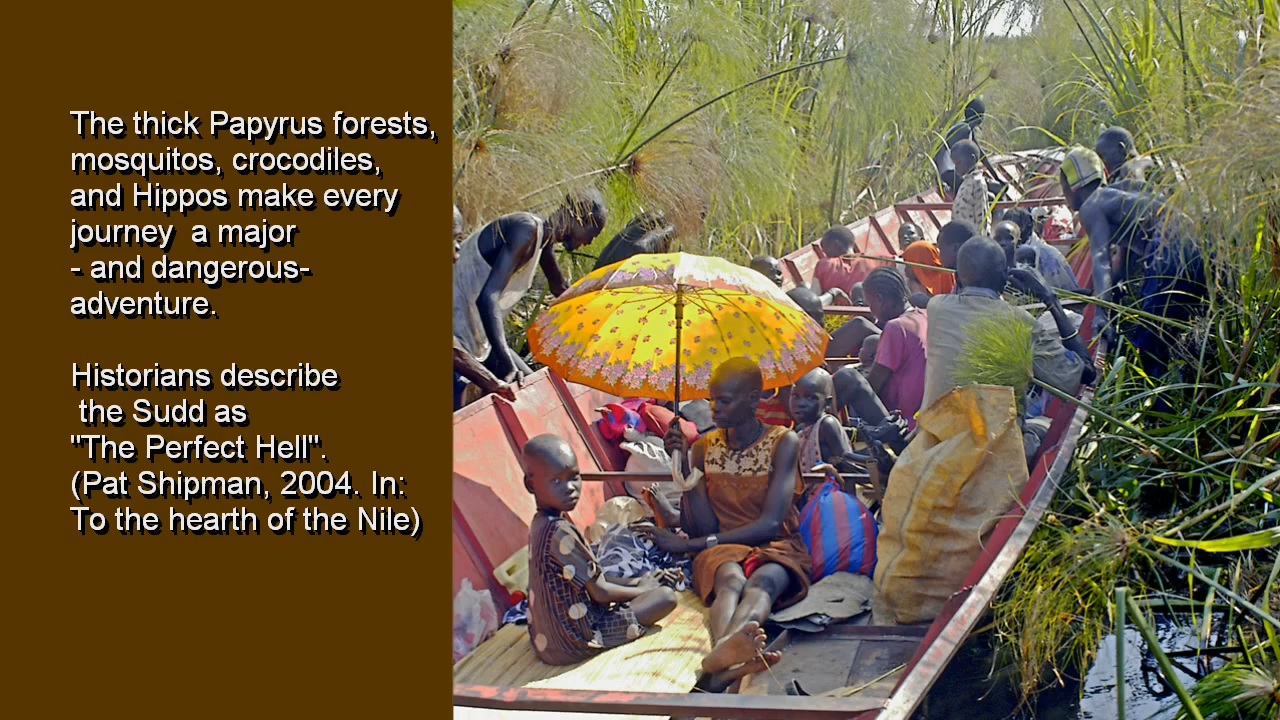 The thick Papyrus forests,
mosquitos, crocodiles,
and Hippos make every
journey  a major
- and dangerous-
adventure.
Historians describe
the Sudd as
"The Perfect Hell".
(Pat Shipman, 2004. In:
To the hearth of the Nile)